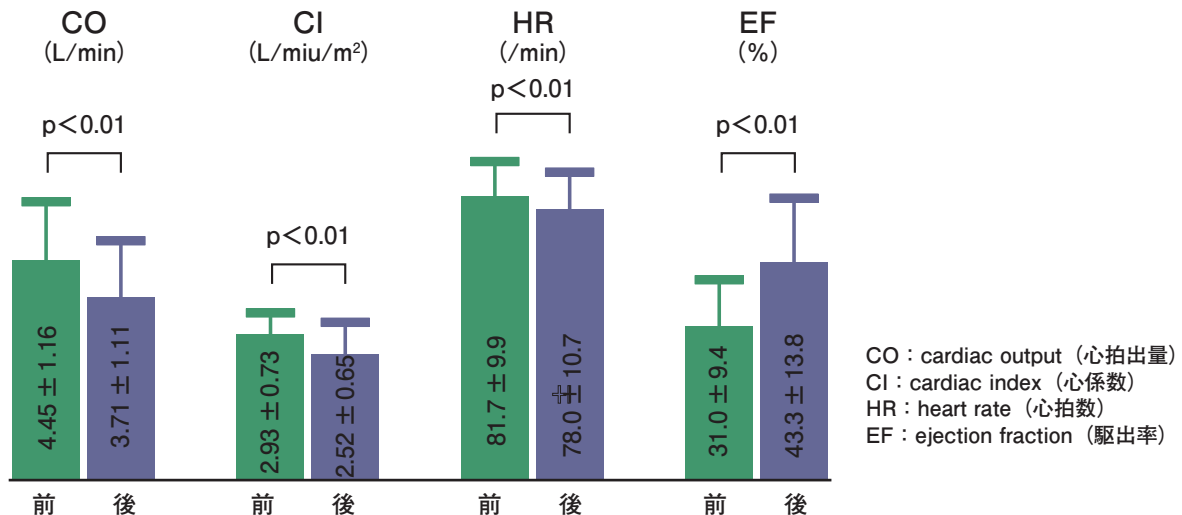 CO
(L/min)
CI
(L/miu/m²)
HR
(/min)
EF
(%)
p<0.01
p<0.01
p<0.01
p<0.01
4.45 ± 1.16
3.71 ± 1.11
2.93 ± 0.73
2.52 ± 0.65
81.7 ± 9.9
78.0 ± 10.7
31.0 ± 9.4
43.3 ± 13.8
前 後 前 後 前 後 前 後
CO：cardiac output（心拍出量）
CI：cardiac index（心係数）
HR：heart rate（心拍数）
EF：ejection fraction（駆出率）